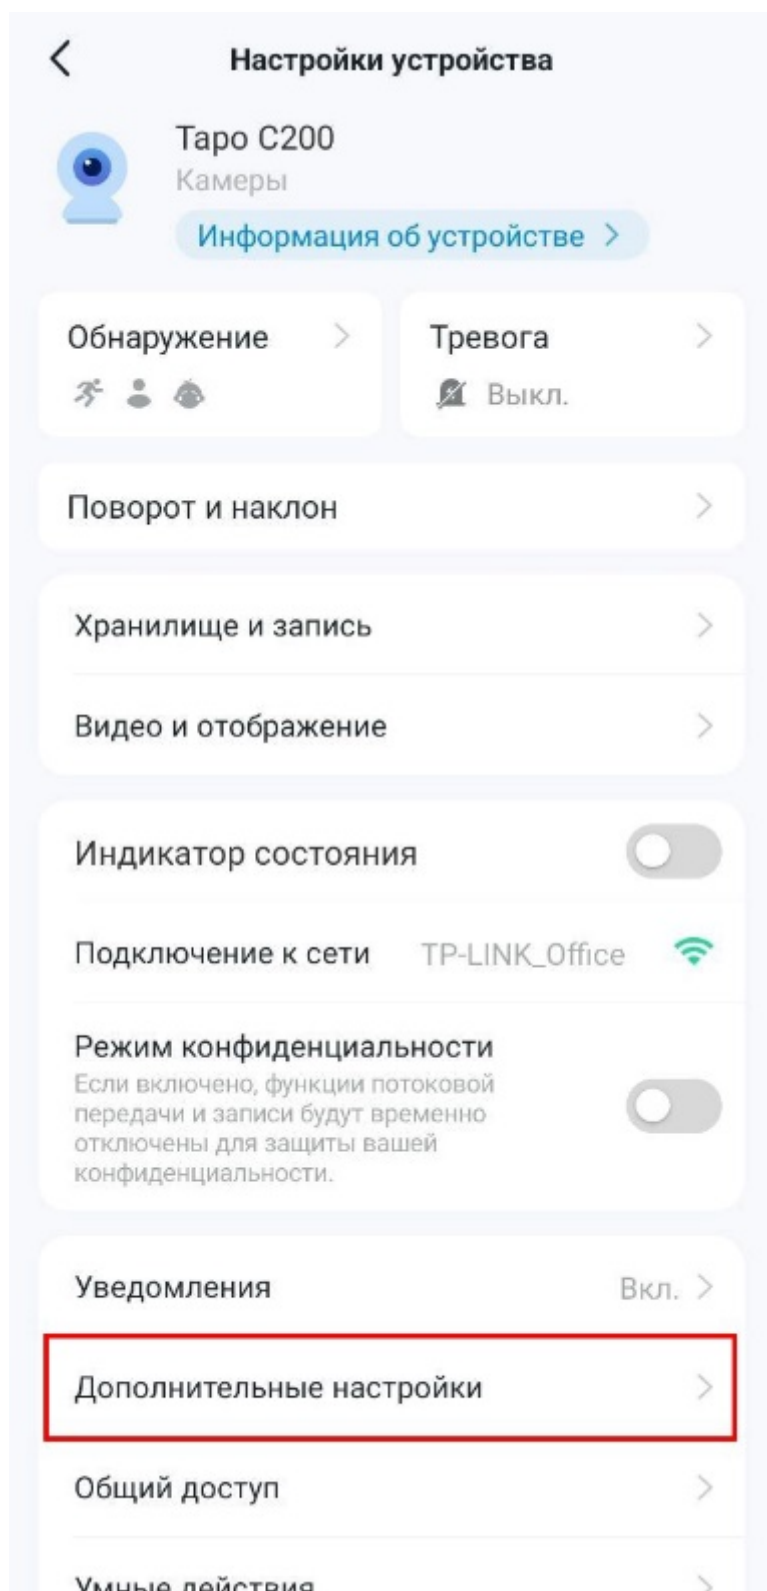 Настройки устройства
Tapo C200
Камеры
Информация об устройстве
Обнаружение
Тревога
Выкл.
Поворот и наклон
Хранилище и запись
Видео и отображение
Индикатор состояния
Подключение к сети TP-LINK_Office
Режим конфиденциальности
Если включено, функции потоковой
передачи и записи будут временно
отключены для защиты вашей
конфиденциальности.
Уведомления Вкл.
Дополнительные настройки
Общий доступ
Умные действия